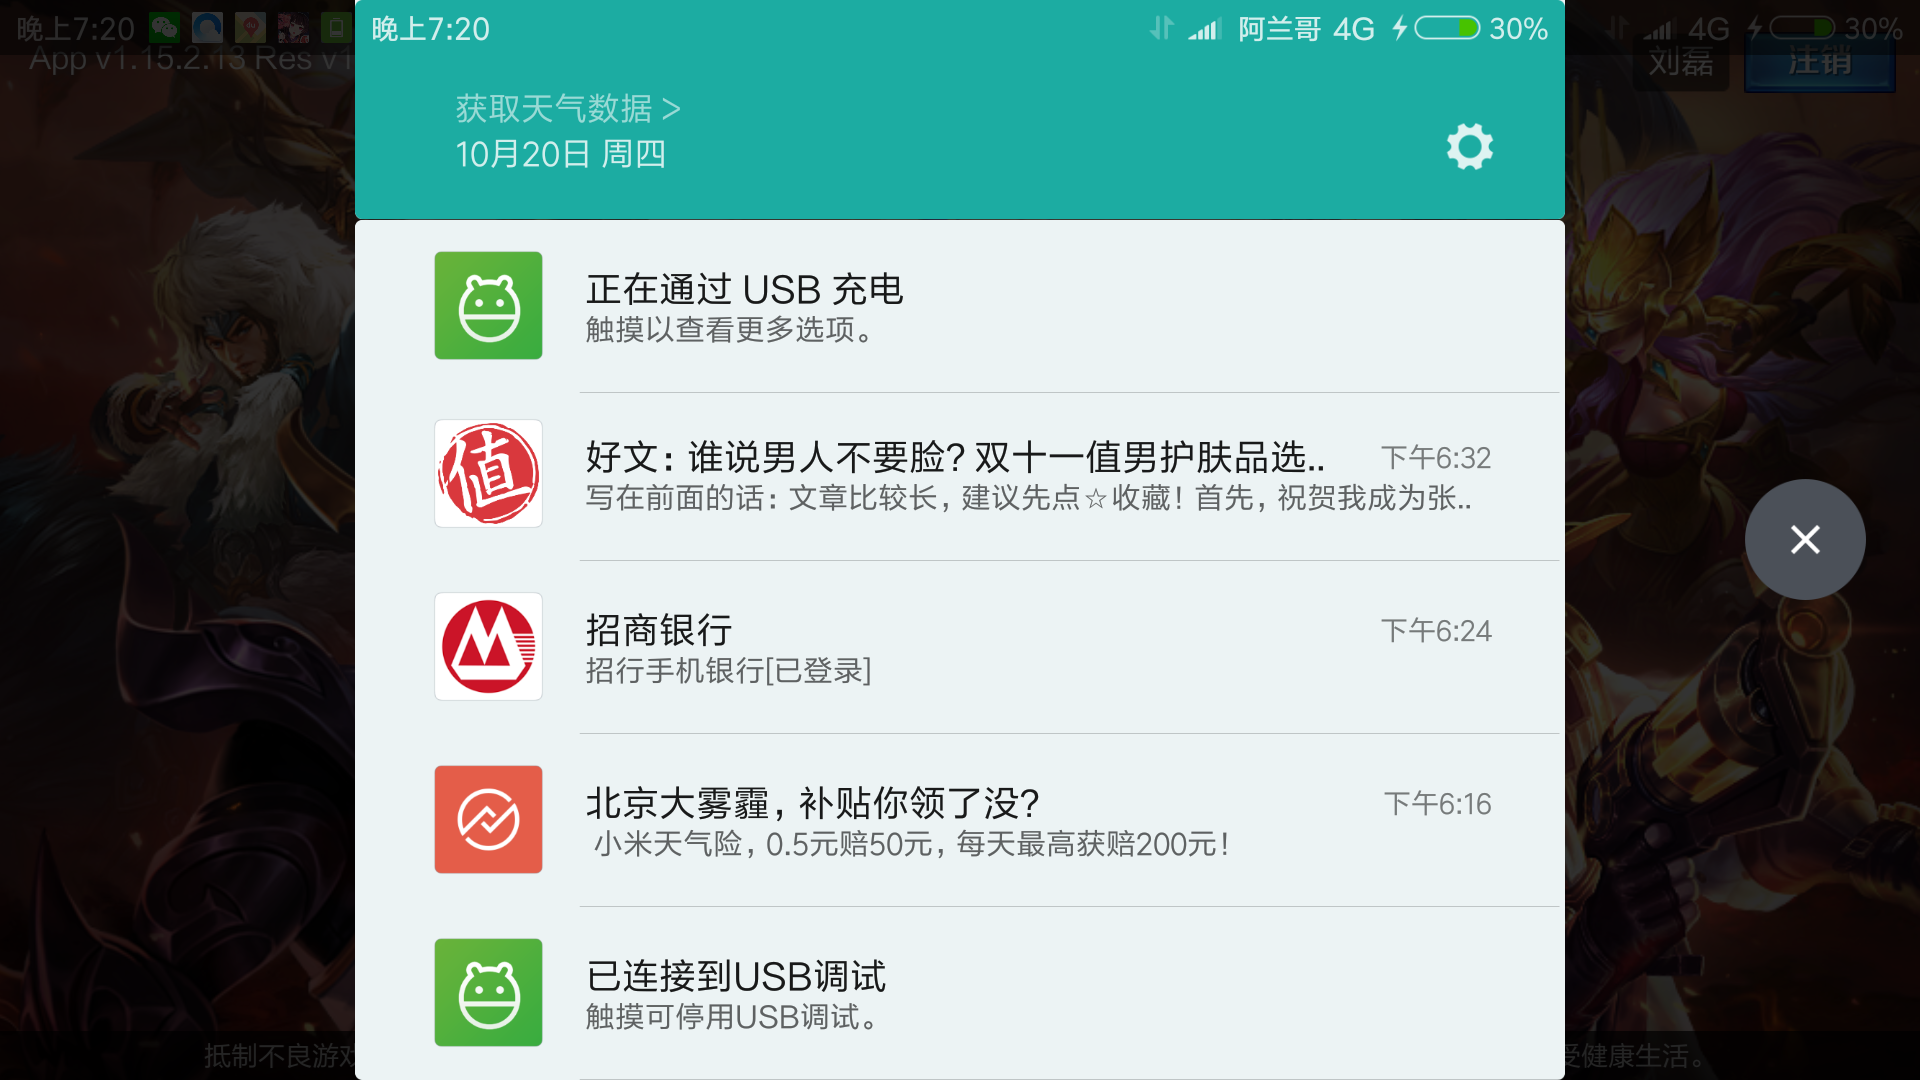 晚上7:20
App v1.15.2.13 Res v1
晚上7:20
阿兰哥 4G 30%
4G 30%
刘磊
注销
获取天气数据 >
10月20日 周四
正在通过 USB 充电
触摸以查看更多选项。
值
好文：谁说男人不要脸？双十一值男护肤品选..
下午6:32
写在前面的话：文章比较长，建议先点☆收藏！首先，祝贺我成为张..
招商银行
下午6:24
招行手机银行[已登录]
北京大雾霾，补贴你领了没？
下午6:16
小米天气险，0.5元赔50元，每天最高获赔200元！
已连接到USB调试
触摸可停用USB调试。
抵制不良游戏
受健康生活。